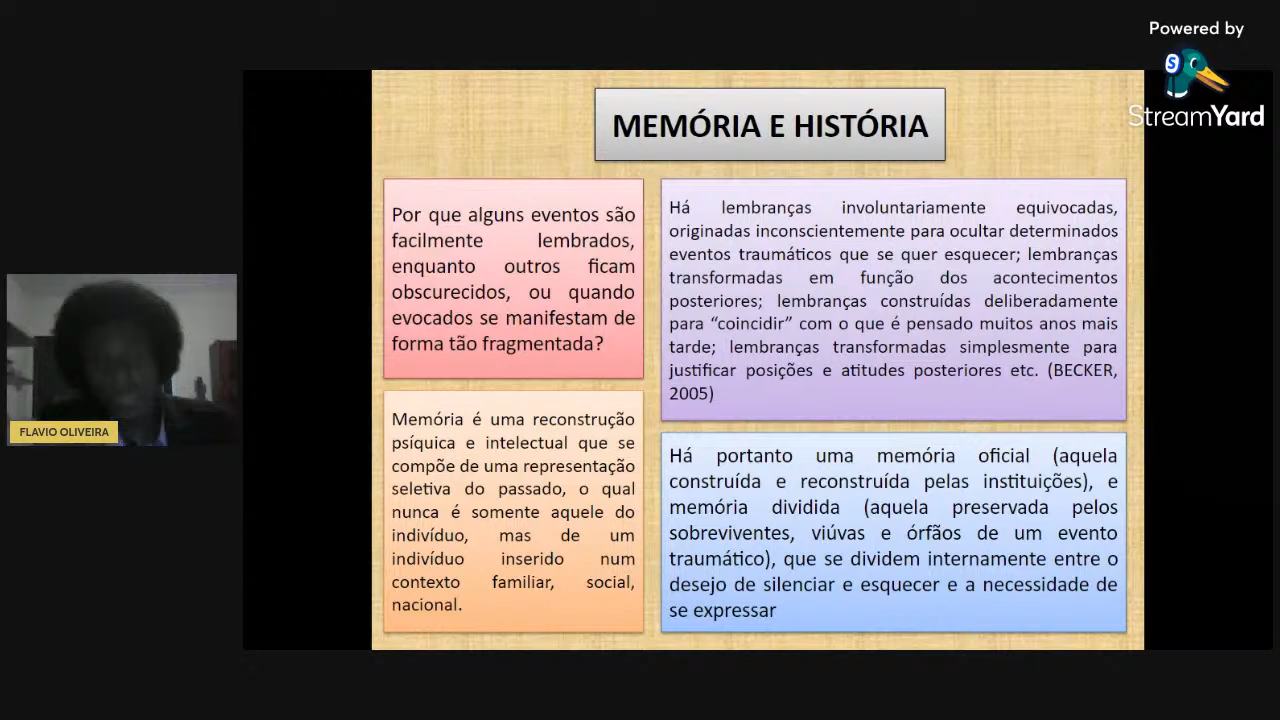 Powered by
StreamYard
MEMÓRIA E HISTÓRIA
Por que alguns eventos são
facilmente lembrados,
enquanto outros ficam
obscurecidos, ou quando
evocados se manifestam de
forma tão fragmentada?
Memória é uma reconstrução
psíquica e intelectual que se
compõe de uma representação
seletiva do passado, o qual
nunca é somente aquele do
indivíduo, mas de um
indivíduo inserido num
contexto familiar, social,
nacional.
Há lembranças involuntariamente equivocadas,
originadas inconscientemente para ocultar determinados
eventos traumáticos que se quer esquecer; lembranças
transformadas em função dos acontecimentos
posteriores; lembranças construídas deliberadamente
para “coincidir” com o que é pensado muitos anos mais
tarde; lembranças transformadas simplesmente para
justificar posições e atitudes posteriores etc. (BECKER,
2005)
Há portanto uma memória oficial (aquela
construída e reconstruída pelas instituições), e
memória dividida (aquela preservada pelos
sobreviventes, viúvas e órfãos de um evento
traumático), que se dividem internamente entre o
desejo de silenciar e esquecer e a necessidade de
se expressar
FLAVIO OLIVEIRA